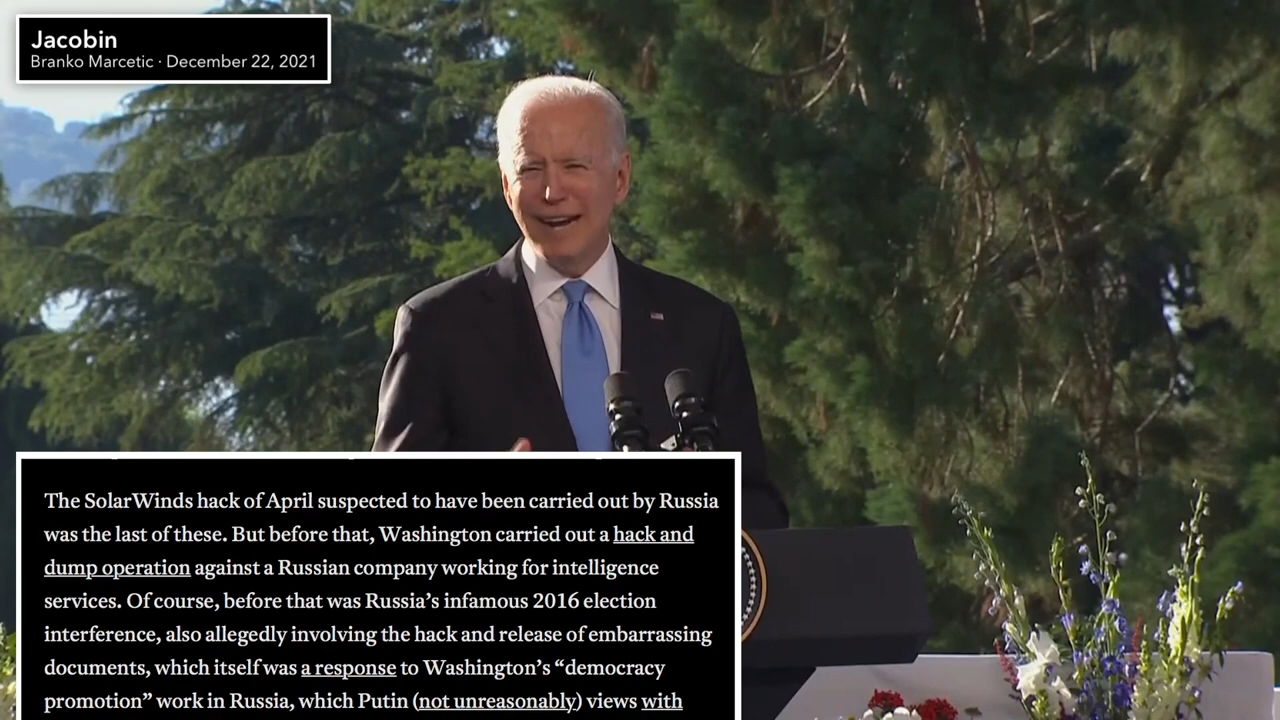 Jacobin
Branko Marcetic · December 22, 2021
The SolarWinds hack of April suspected to have been carried out by Russia
was the last of these. But before that, Washington carried out a hack and
dump operation against a Russian company working for intelligence
services. Of course, before that was Russia’s infamous 2016 election
interference, also allegedly involving the hack and release of embarrassing
documents, which itself was a response to Washington’s “democracy
promotion” work in Russia, which Putin (not unreasonably) views with